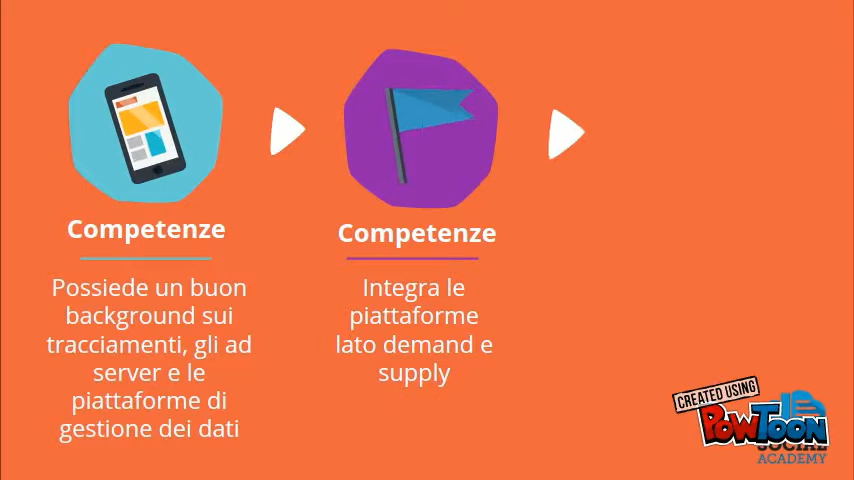 Competenze
Possiede un buon
background sui
tracciamenti, gli ad
server e le
piattaforme di
gestione dei dati
Competenze
Integra le
piattaforme
lato demand e
supply
CREATED USING
POWTOON
SOCIAL
ACADEMY